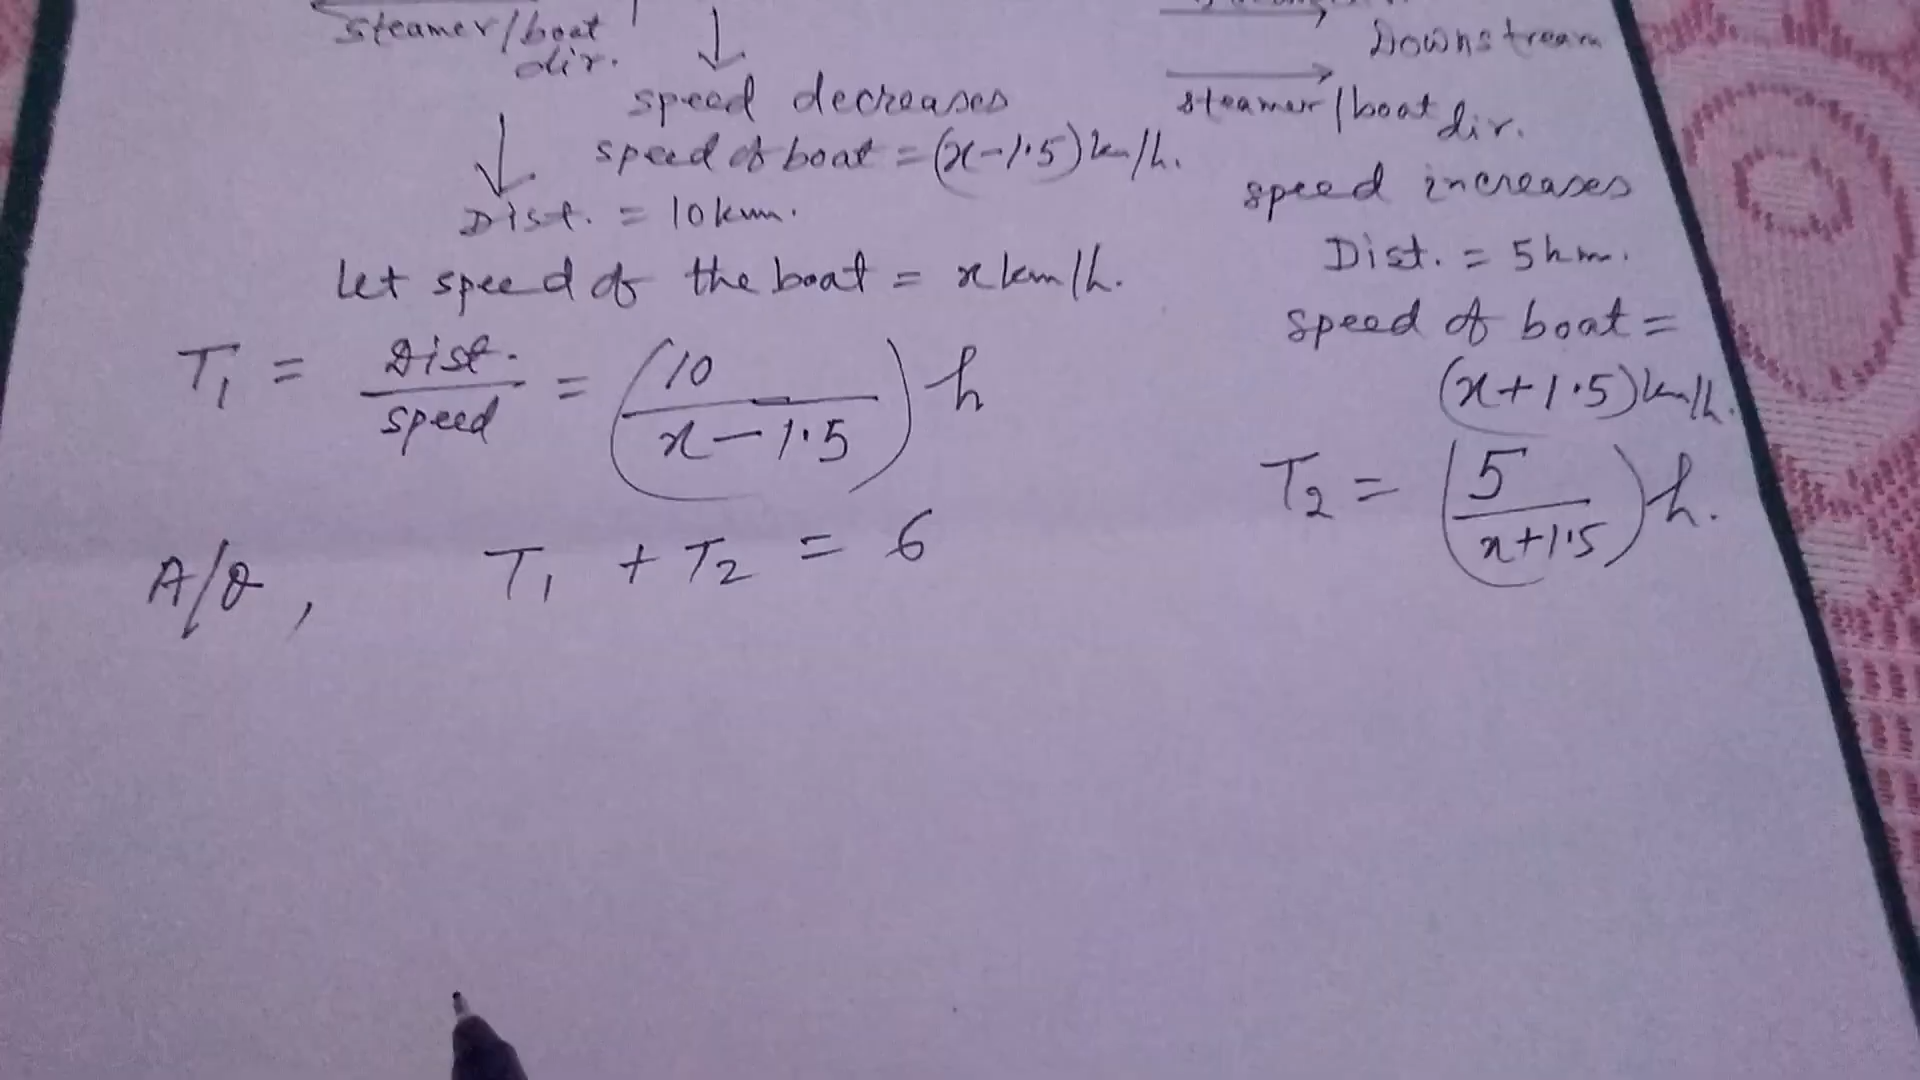 steamer/boat dir.
speed decreases
speed of boat = (x-1.5) km/h.
Dist. = 10 km.
Let speed of the boat = x km/h.
T1 = Dist./speed = (10/x-1.5) h
A/Q, T1 + T2 = 6
Downstream
steamer/boat dir.
speed increases
Dist. = 5 km.
speed of boat =
(x+1.5) km/h.
T2 = (5/x+1.5) h.